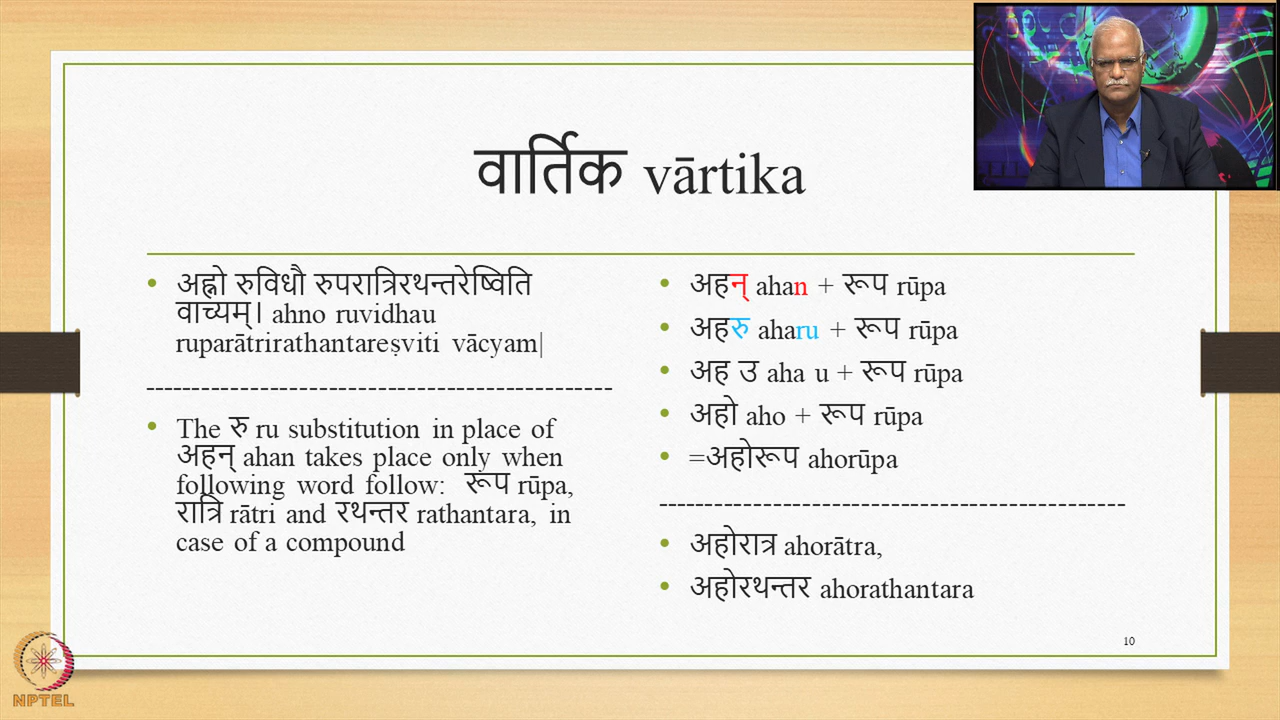 वार्तिक vārtika
• अह्नो रुविधौ रुपरात्रिरथन्तरेष्विति
वाच्यम्। ahno ruvidhau
ruparātrirathantareṣviti vācyam|
-----------------------------------------------
• The रु ru substitution in place of
अहन् ahan takes place only when
following word follow: रूप rūpa,
रात्रि rātri and रथन्तर rathantara, in
case of a compound
• अहन् ahan + रूप rūpa
• अहरु aharu + रूप rūpa
• अह उ aha u + रूप rūpa
• अहो aho + रूप rūpa
• =अहोरूप ahorūpa
-----------------------------------------------
• अहोरात्र ahorātra,
• अहोरथन्तर ahorathantara
10
NPTEL